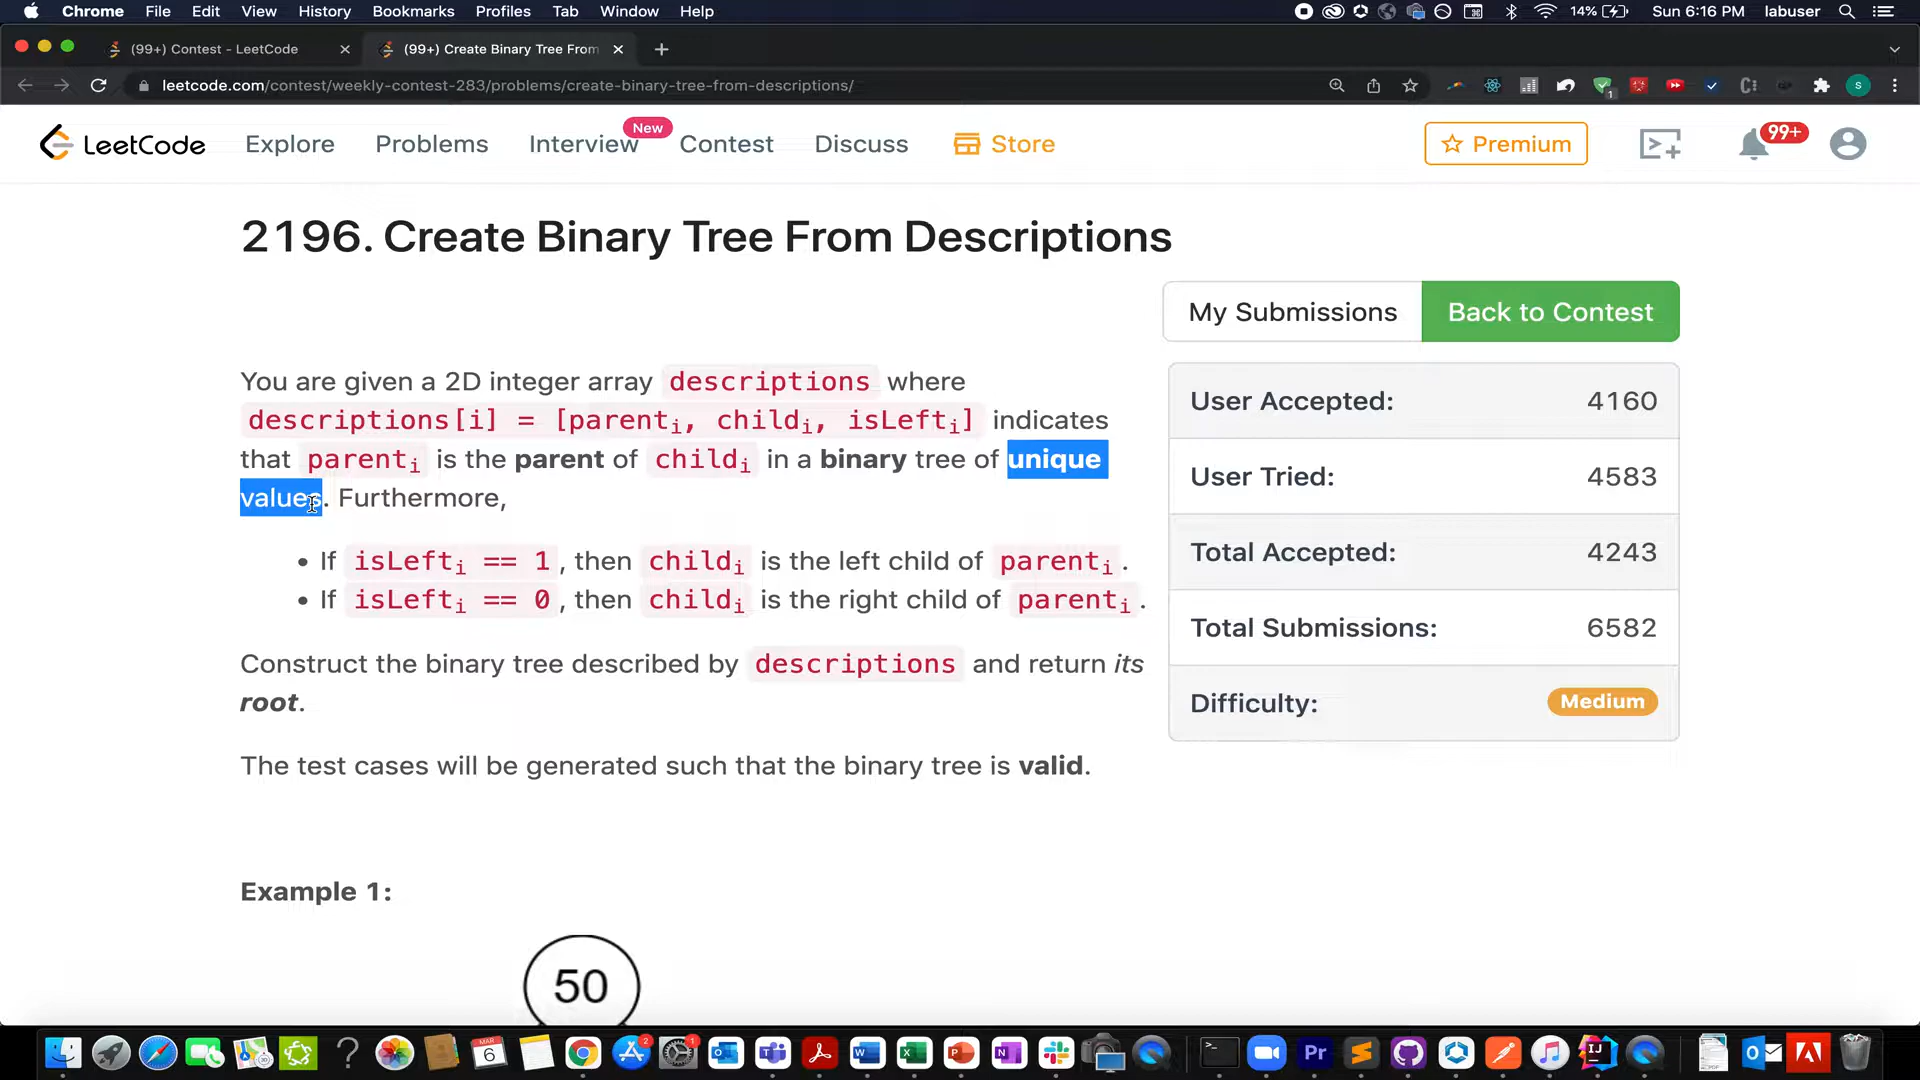 Chrome File Edit View History Bookmarks Profiles Tab Window Help 14% Sun 6:16 PM labuser
(99+) Contest - LeetCode (99+) Create Binary Tree From
leetcode.com/contest/weekly-contest-283/problems/create-binary-tree-from-descriptions/
LeetCode Explore Problems Interview New Contest Discuss Store Premium 99+
2196. Create Binary Tree From Descriptions
My Submissions Back to Contest
You are given a 2D integer array descriptions where
descriptions[i] = [parentᵢ, childᵢ, isLeftᵢ] indicates
that parentᵢ is the parent of childᵢ in a binary tree of unique
values. Furthermore,
• If isLeftᵢ == 1, then childᵢ is the left child of parentᵢ.
• If isLeftᵢ == 0, then childᵢ is the right child of parentᵢ.
Construct the binary tree described by descriptions and return its
root.
The test cases will be generated such that the binary tree is valid.
User Accepted: 4160
User Tried: 4583
Total Accepted: 4243
Total Submissions: 6582
Difficulty: Medium
Example 1:
50